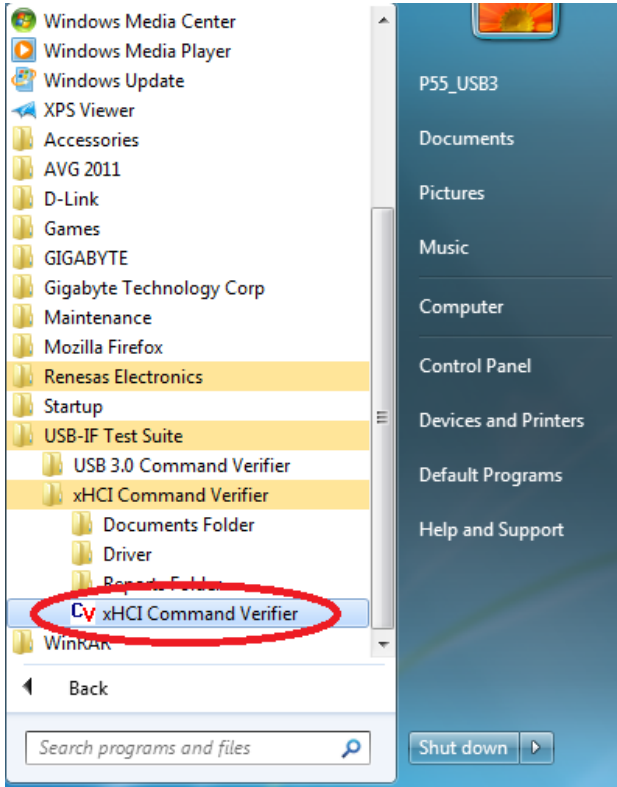 Windows Media Center
Windows Media Player
Windows Update
XPS Viewer
Accessories
AVG 2011
D-Link
Games
GIGABYTE
Gigabyte Technology Corp
Maintenance
Mozilla Firefox
Renesas Electronics
Startup
USB-IF Test Suite
USB 3.0 Command Verifier
xHCI Command Verifier
Documents Folder
Driver
Reports Folder
CV xHCI Command Verifier
WinRAR
Back
Search programs and files
P55_USB3
Documents
Pictures
Music
Computer
Control Panel
Devices and Printers
Default Programs
Help and Support
Shut down